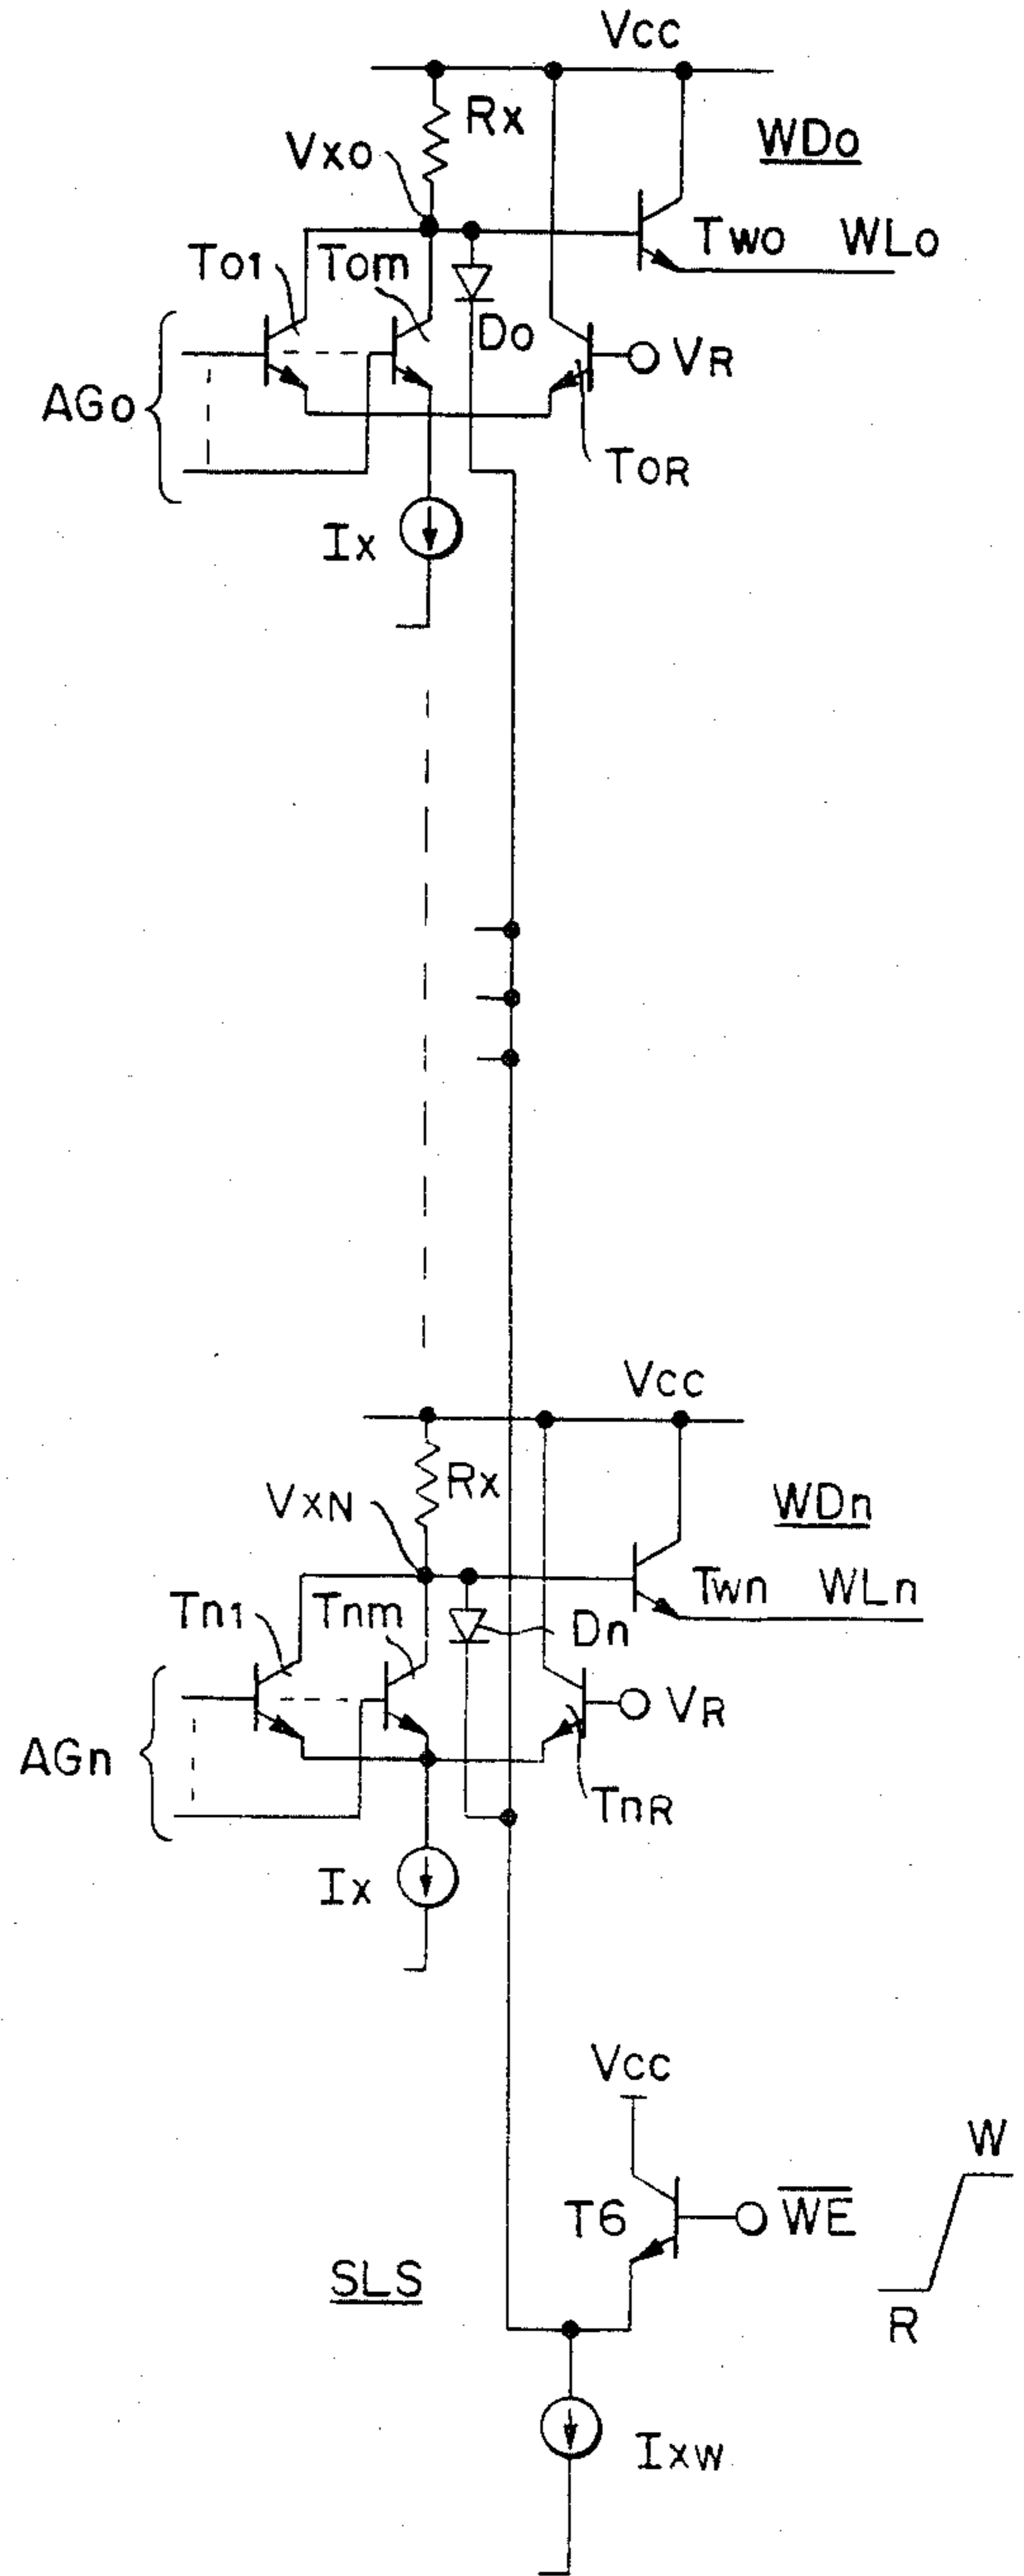 Vcc
Rx
WDo
Vxo
Two WLo
To1 Tom
Do
VR
AGo
ToR
Ix
Vcc
Rx
VXN
WDn
Twn WLn
Tn1 Tnm
Dn
VR
AGn
TnR
Ix
Vcc
W
T6
WE
SLS
R
Ixw